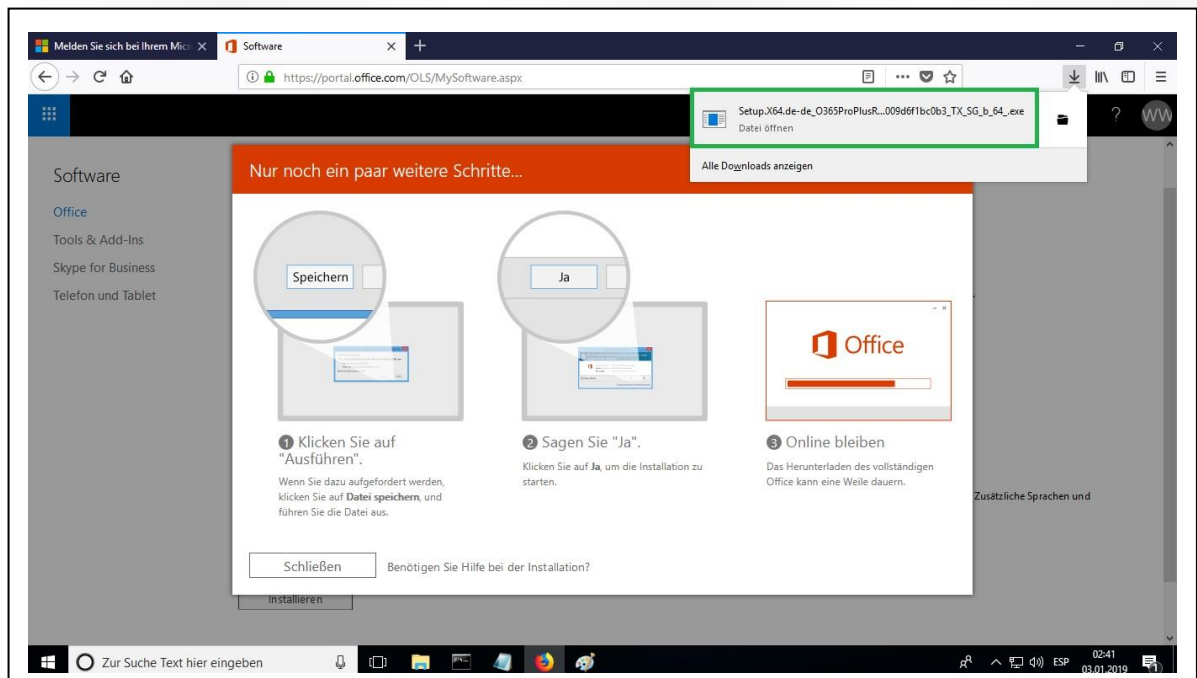 Melden Sie sich bei Ihrem Micr
Software
https://portal.office.com/OLS/MySoftware.aspx
Setup.X64.de-de_O365ProPlusR...009d6f1bc0b3_TX_SG_b_64_.exe
Datei öffnen
Alle Downloads anzeigen
? WW
Software
Office
Tools & Add-Ins
Skype for Business
Telefon und Tablet
Nur noch ein paar weitere Schritte...
Speichern
Ja
Office
1 Klicken Sie auf "Ausführen".
Wenn Sie dazu aufgefordert werden,
klicken Sie auf Datei speichern, und
führen Sie die Datei aus.
2 Sagen Sie "Ja".
Klicken Sie auf Ja, um die Installation zu
starten.
3 Online bleiben
Das Herunterladen des vollständigen
Office kann eine Weile dauern.
Zusätzliche Sprachen und
Schließen
Benötigen Sie Hilfe bei der Installation?
Installieren
Zur Suche Text hier eingeben
ESP
02:41
03.01.2019